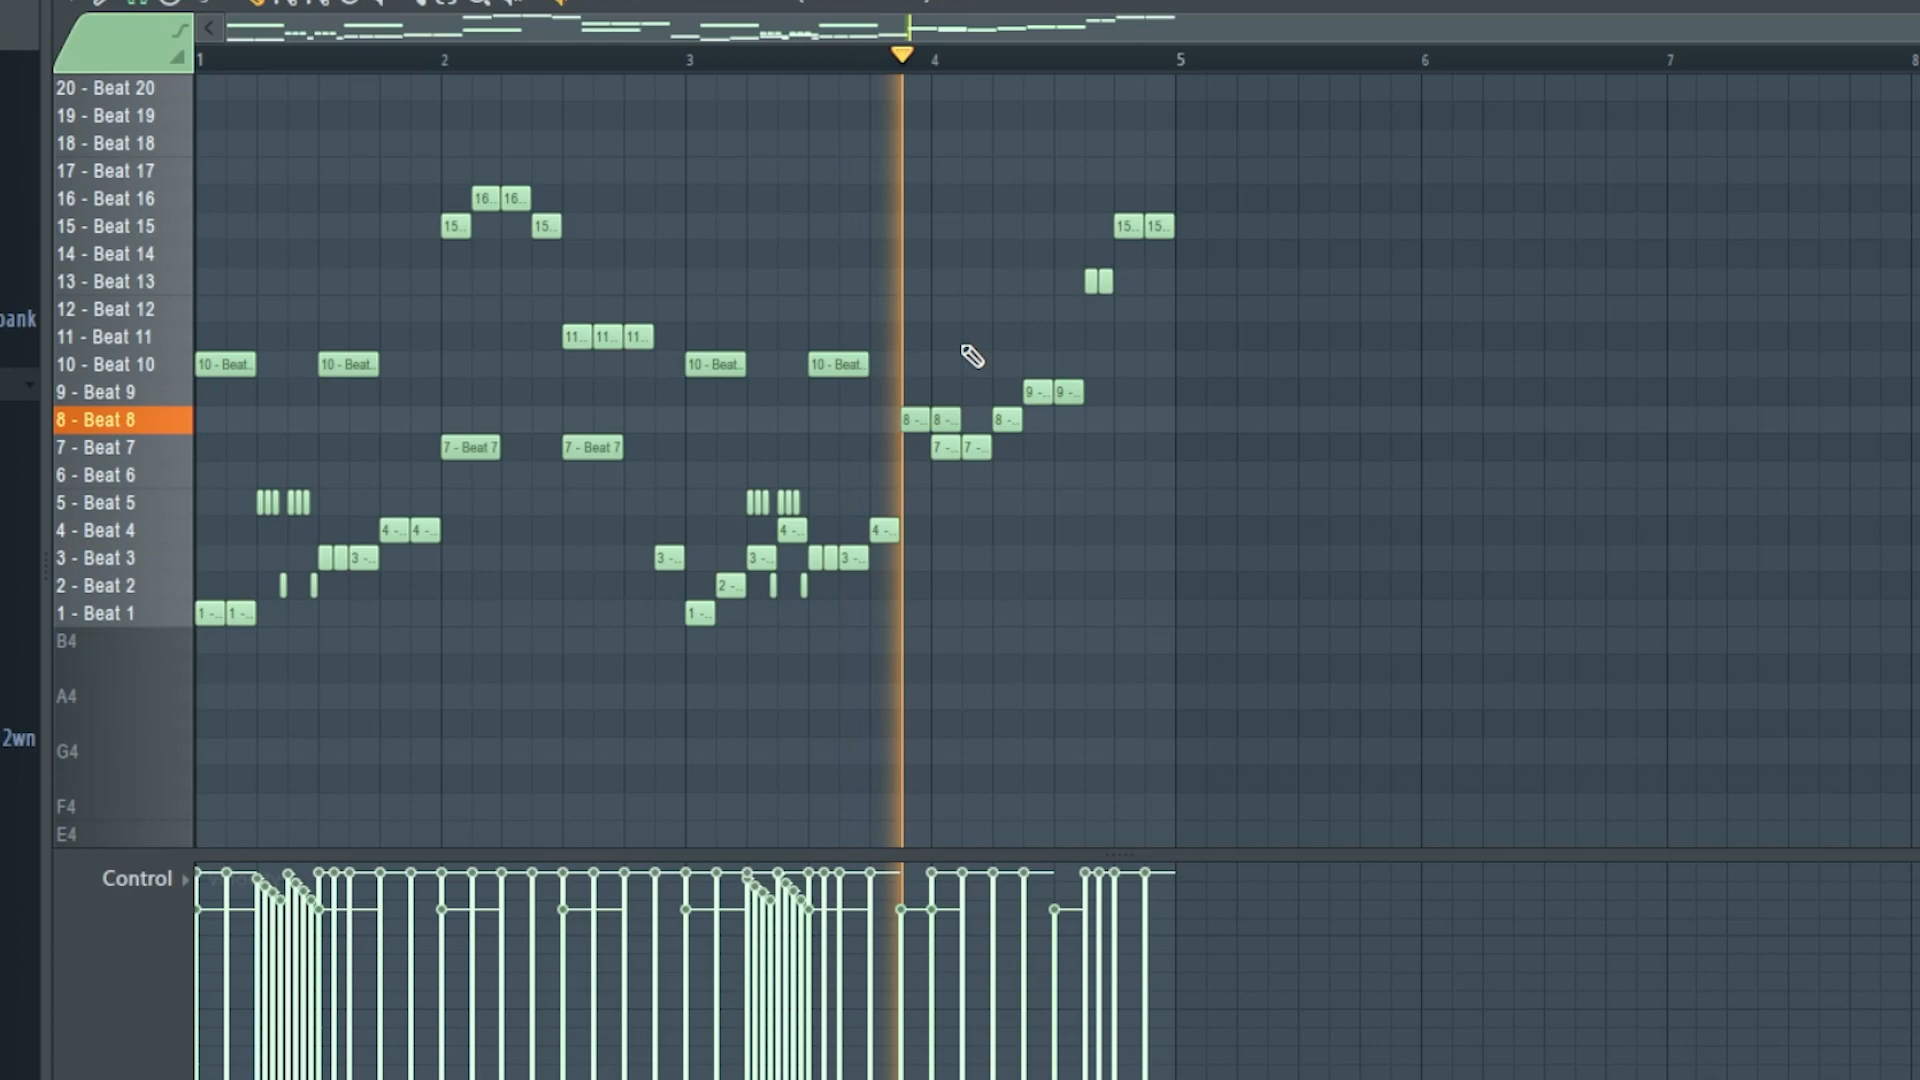 1 2 3 4 5 6 7 8
20 - Beat 20
19 - Beat 19
18 - Beat 18
17 - Beat 17
16 - Beat 16
16... 16...
15 - Beat 15
15... 15... 15... 15...
14 - Beat 14
13 - Beat 13
bank
12 - Beat 12
11 - Beat 11
11... 11... 11...
10 - Beat 10
10 - Beat.. 10 - Beat.. 10 - Beat.. 10 - Beat..
9 - Beat 9
9 -.. 9 -..
8 - Beat 8
8 -.. 8 -.. 8 -..
7 - Beat 7
7 - Beat 7 7 - Beat 7 7 -.. 7 -..
6 - Beat 6
5 - Beat 5
4 - Beat 4
4 -.. 4 -.. 4 -.. 4 -..
3 - Beat 3
3 -.. 3 -.. 3 -.. 3 -..
2 - Beat 2
2 -..
1 - Beat 1
1 -.. 1 -.. 1 -..
B4
A4
2wn
G4
F4
E4
Control